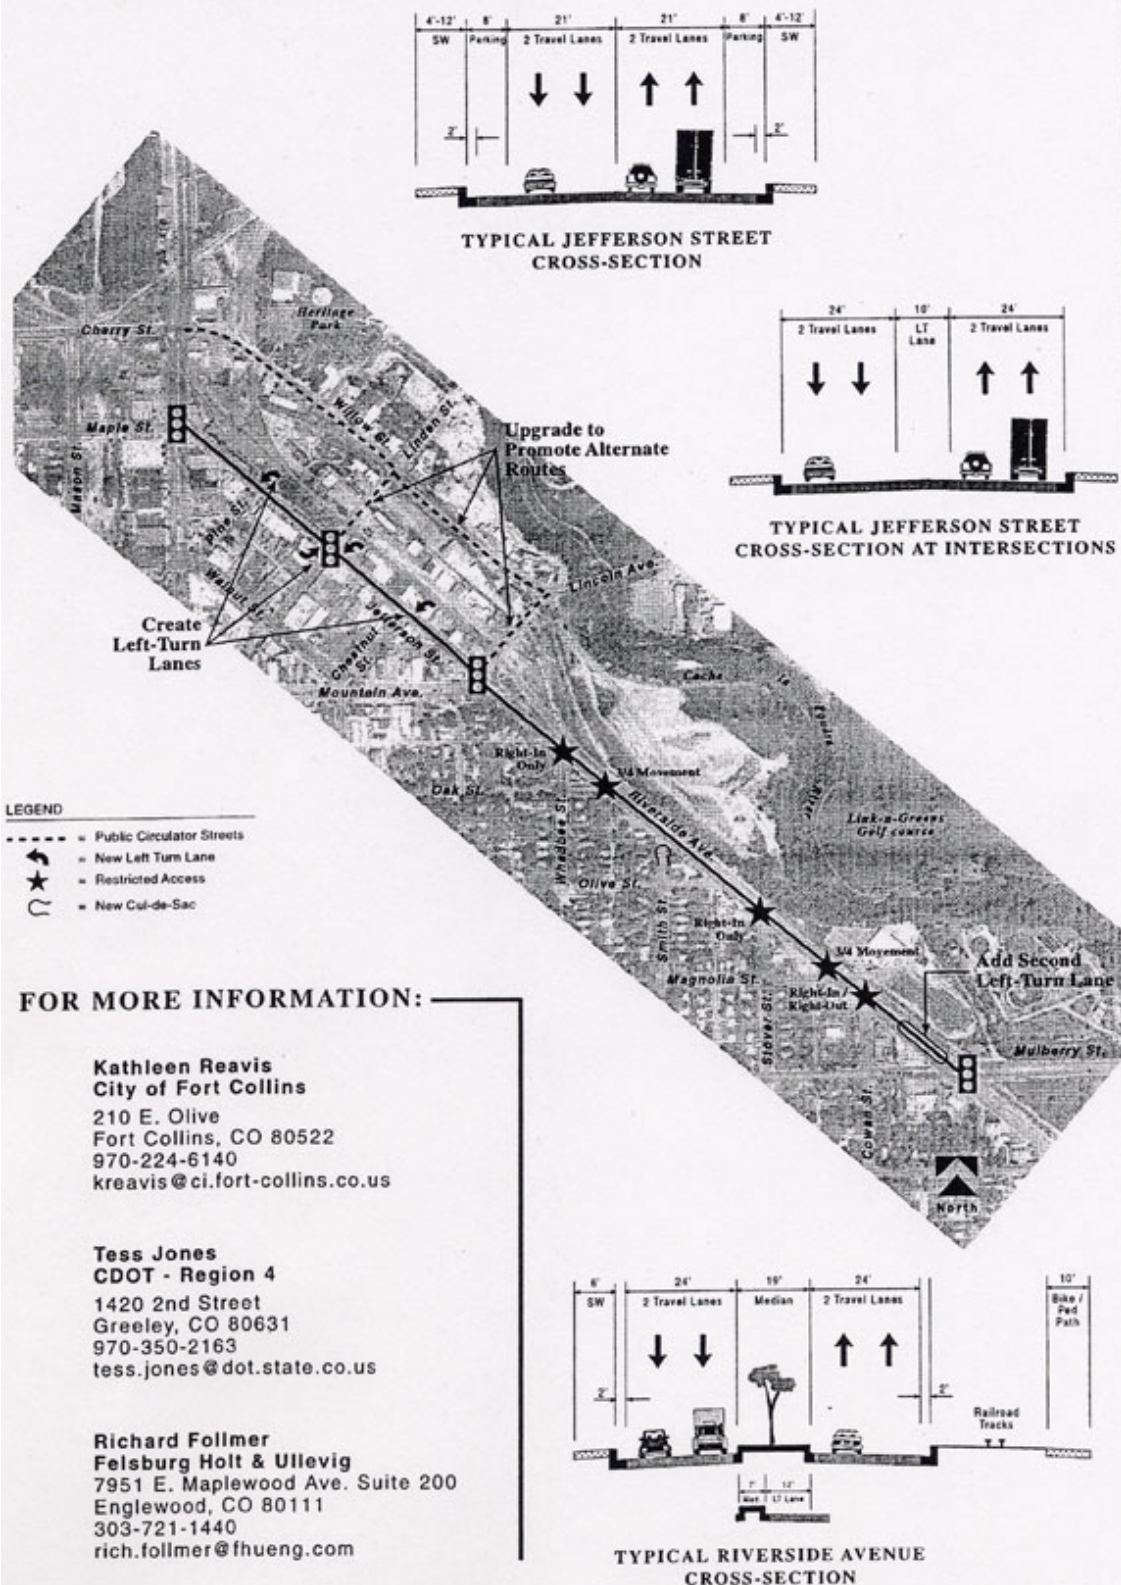 4'-12' 8' 21' 21' 8' 4'-12'
SW Parking 2 Travel Lanes 2 Travel Lanes Parking SW
2' 2'
TYPICAL JEFFERSON STREET
CROSS-SECTION
24' 10' 24'
2 Travel Lanes LT Lane 2 Travel Lanes
TYPICAL JEFFERSON STREET
CROSS-SECTION AT INTERSECTIONS
Heritage
Park
Cherry St.
Willow St.
Linden St.
Maple St.
Mason St.
Upgrade to
Promote Alternate
Routes
Pine St.
Walnut St.
Lincoln Ave.
Create
Left-Turn
Lanes
Jefferson St.
Chestnut
St.
Mountain Ave.
Cache
la
Poudre
River
Right-In
Only
3/4 Movement
Oak St.
Riverside Ave.
Link-n-Greens
Golf course
Whedbee St.
Olive St.
Smith St.
Right-In
Only
3/4 Movement
Add Second
Left-Turn Lane
Magnolia St.
Right-In /
Right-Out
Stover St.
Mulberry St.
Cowan St.
North
LEGEND
= Public Circulator Streets
= New Left Turn Lane
= Restricted Access
= New Cul-de-Sac
FOR MORE INFORMATION:
Kathleen Reavis
City of Fort Collins
210 E. Olive
Fort Collins, CO 80522
970-224-6140
kreavis@ci.fort-collins.co.us
Tess Jones
CDOT - Region 4
1420 2nd Street
Greeley, CO 80631
970-350-2163
tess.jones@dot.state.co.us
Richard Follmer
Felsburg Holt & Ullevig
7951 E. Maplewood Ave. Suite 200
Englewood, CO 80111
303-721-1440
rich.follmer@fhueng.com
6' 24' 19' 24' 10'
SW 2 Travel Lanes Median 2 Travel Lanes Bike /
Ped
Path
2' 2'
Railroad
Tracks
7' 12'
Med. LT Lane
TYPICAL RIVERSIDE AVENUE
CROSS-SECTION